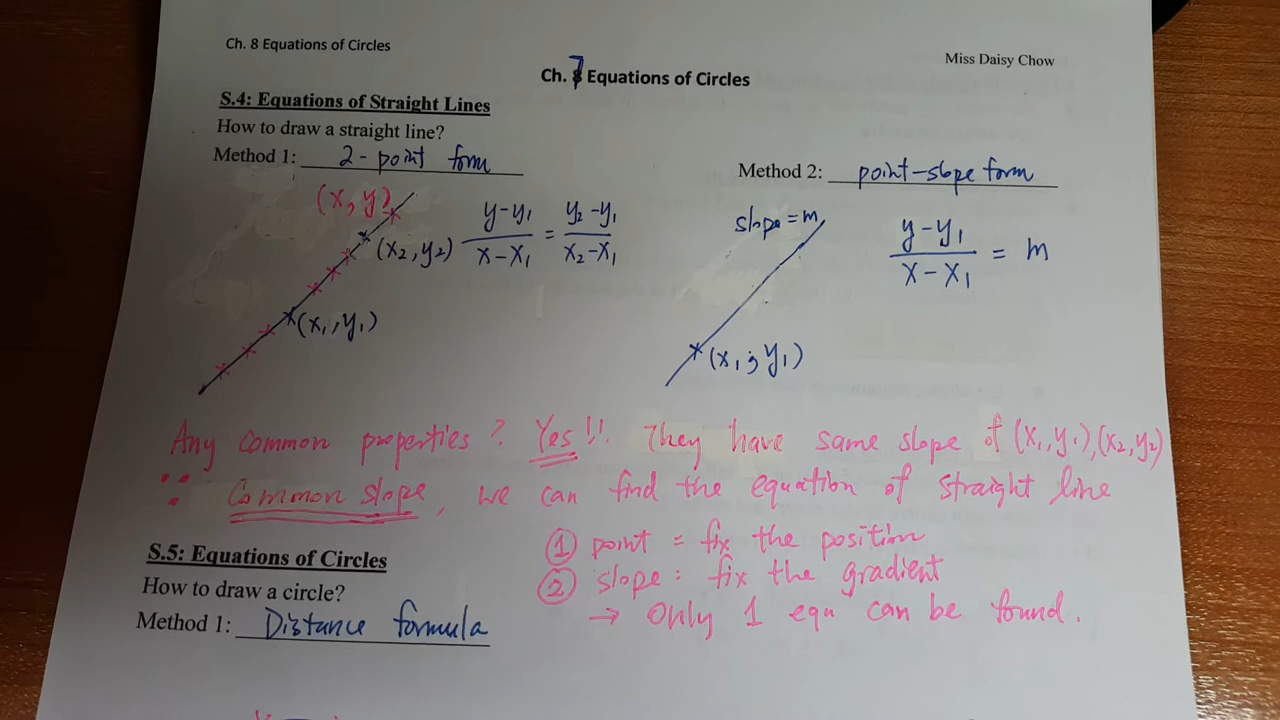 Ch. 8 Equations of Circles
Miss Daisy Chow
Ch. 7 Equations of Circles
S.4: Equations of Straight Lines
How to draw a straight line?
Method 1: 2-point form
Method 2: point-slope form
(x, y)
(x2, y2)
(x1, y1)
y-y1 / x-x1 = y2-y1 / x2-x1
slope = m
(x1, y1)
y-y1 / x-x1 = m
Any common properties? Yes!! They have same slope of (x1, y1), (x2, y2)
∵ Common slope, we can find the equation of straight line
① point = fix the position
② slope: fix the gradient
→ Only 1 equ can be found.
S.5: Equations of Circles
How to draw a circle?
Method 1: Distance formula